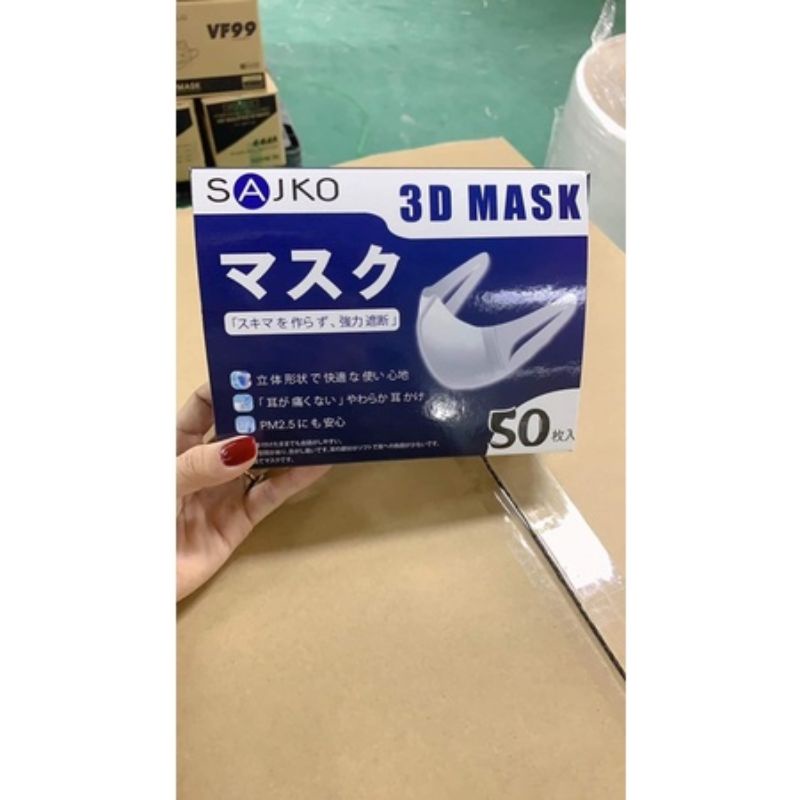 VF99
MASK
SAJKO
3D MASK
マスク
「スキマを作らず、強力遮断」
立体形状で快適な使い心地
「耳が痛くない」やわらか耳かけ
PM2.5にも安心
50枚入